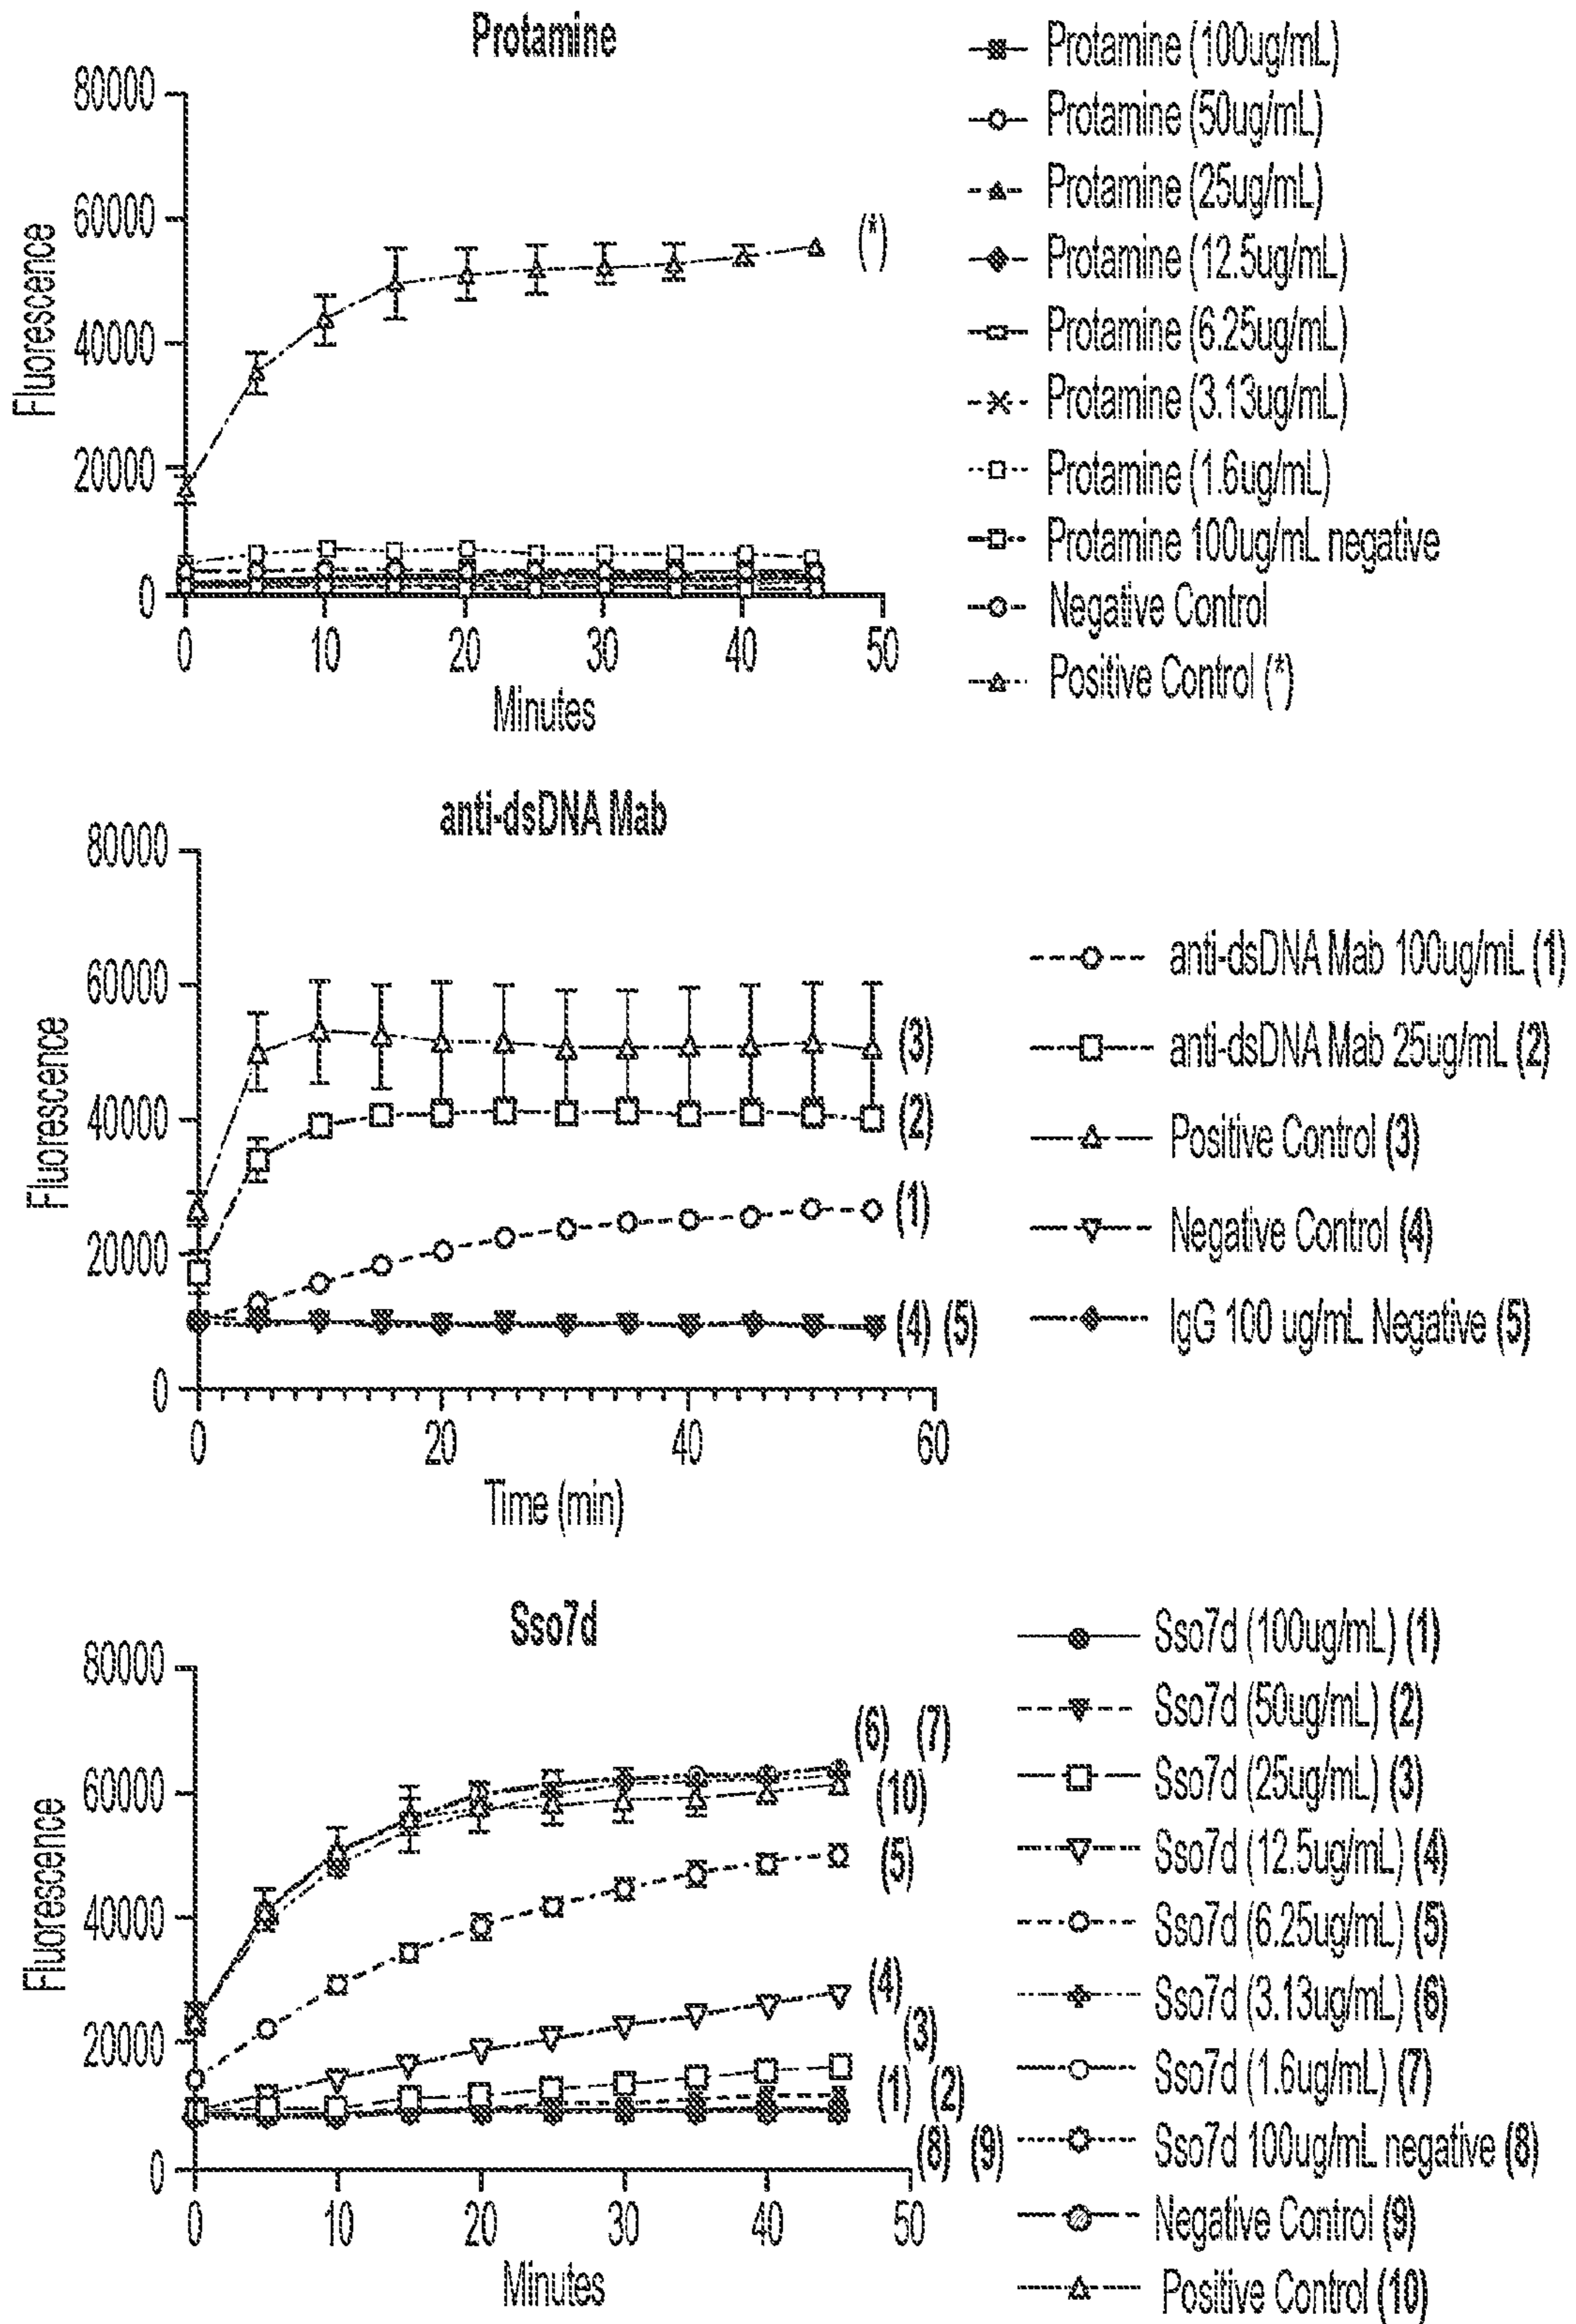 Protamine
80000
60000
40000
20000
0
Fluorescence
0 10 20 30 40 50
Minutes
(*)
Protamine (100ug/mL)
Protamine (50ug/mL)
Protamine (25ug/mL)
Protamine (12.5ug/mL)
Protamine (6.25ug/mL)
Protamine (3.13ug/mL)
Protamine (1.6ug/mL)
Protamine 100ug/mL negative
Negative Control
Positive Control (*)
anti-dsDNA Mab
80000
60000
40000
20000
0
Fluorescence
0 20 40 60
Time (min)
(3)
(2)
(1)
(4) (5)
anti-dsDNA Mab 100ug/mL (1)
anti-dsDNA Mab 25ug/mL (2)
Positive Control (3)
Negative Control (4)
IgG 100 ug/mL Negative (5)
Sso7d
80000
60000
40000
20000
0
Fluorescence
0 10 20 30 40 50
Minutes
(6) (7)
(10)
(5)
(4)
(3)
(1) (2)
(8) (9)
Sso7d (100ug/mL) (1)
Sso7d (50ug/mL) (2)
Sso7d (25ug/mL) (3)
Sso7d (12.5ug/mL) (4)
Sso7d (6.25ug/mL) (5)
Sso7d (3.13ug/mL) (6)
Sso7d (1.6ug/mL) (7)
Sso7d 100ug/mL negative (8)
Negative Control (9)
Positive Control (10)